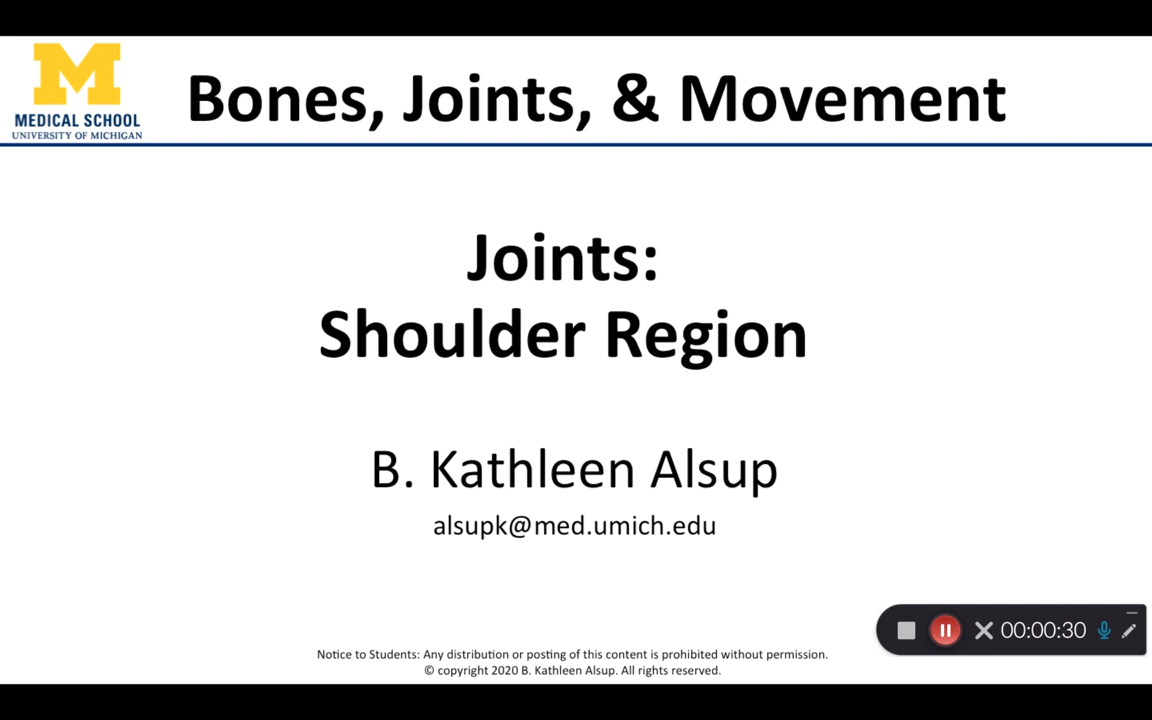 M
MEDICAL SCHOOL
UNIVERSITY OF MICHIGAN
Bones, Joints, & Movement
Joints:
Shoulder Region
B. Kathleen Alsup
alsupk@med.umich.edu
00:00:30
Notice to Students: Any distribution or posting of this content is prohibited without permission.
© copyright 2020 B. Kathleen Alsup. All rights reserved.